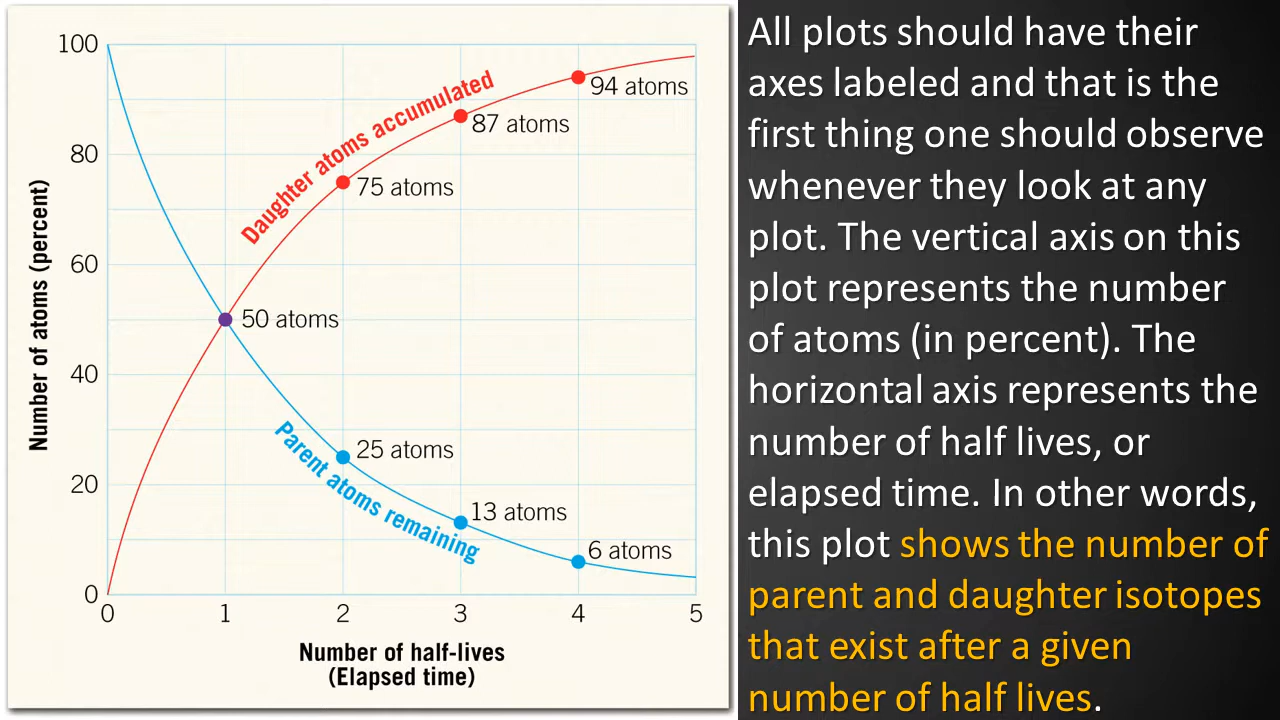 100
80
60
40
20
0
0 1 2 3 4 5
Number of atoms (percent)
Number of half-lives
(Elapsed time)
Daughter atoms accumulated
Parent atoms remaining
94 atoms
87 atoms
75 atoms
50 atoms
25 atoms
13 atoms
6 atoms
All plots should have their
axes labeled and that is the
first thing one should observe
whenever they look at any
plot. The vertical axis on this
plot represents the number
of atoms (in percent). The
horizontal axis represents the
number of half lives, or
elapsed time. In other words,
this plot shows the number of
parent and daughter isotopes
that exist after a given
number of half lives.